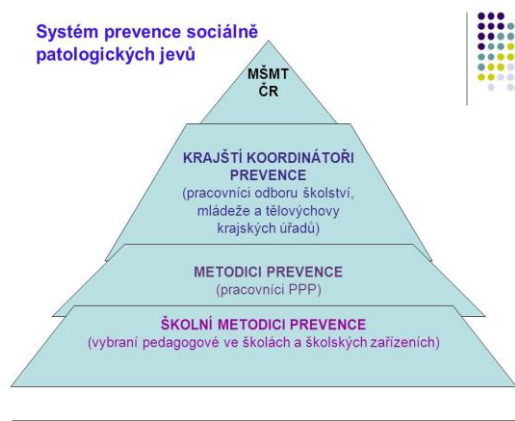 Systém prevence sociálně
patologických jevů
MŠMT
ČR
KRAJŠTÍ KOORDINÁTOŘI
PREVENCE
(pracovníci odboru školství,
mládeže a tělovýchovy
krajských úřadů)
METODICI PREVENCE
(pracovníci PPP)
ŠKOLNÍ METODICI PREVENCE
(vybraní pedagogové ve školách a školských zařízeních)